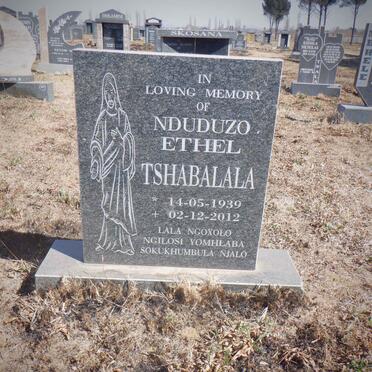 SKOSANA
IN
LOVING MEMORY
OF
NDUDUZO
ETHEL
TSHABALALA
* 14-05-1939
+ 02-12-2012
LALA NGOXOLO
NGILOSI YOMHLABA
SOKUKHUMBULA NJALO